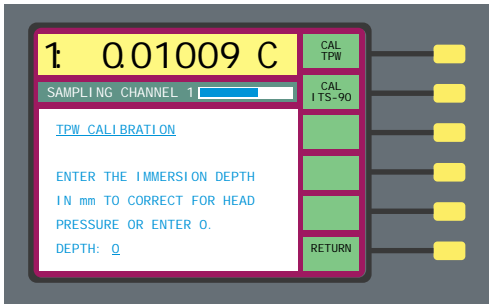 1: 0.01009 C
CAL
TPW
SAMPLING CHANNEL 1
CAL
ITS-90
TPW CALIBRATION
ENTER THE IMMERSION DEPTH
IN mm TO CORRECT FOR HEAD
PRESSURE OR ENTER 0.
DEPTH: 0
RETURN